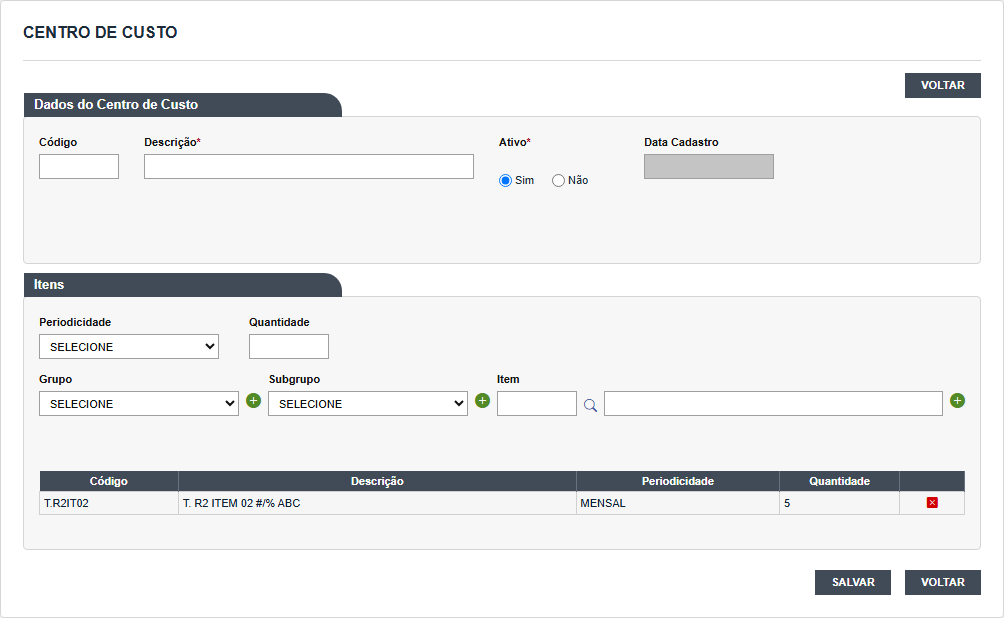 CENTRO DE CUSTO
VOLTAR
Dados do Centro de Custo
Código Descrição* Ativo* Data Cadastro
Sim Não
Itens
Periodicidade Quantidade
SELECIONE
Grupo Subgrupo Item
SELECIONE SELECIONE
Código Descrição Periodicidade Quantidade
T.R2IT02 T. R2 ITEM 02 #/% ABC MENSAL 5
SALVAR VOLTAR